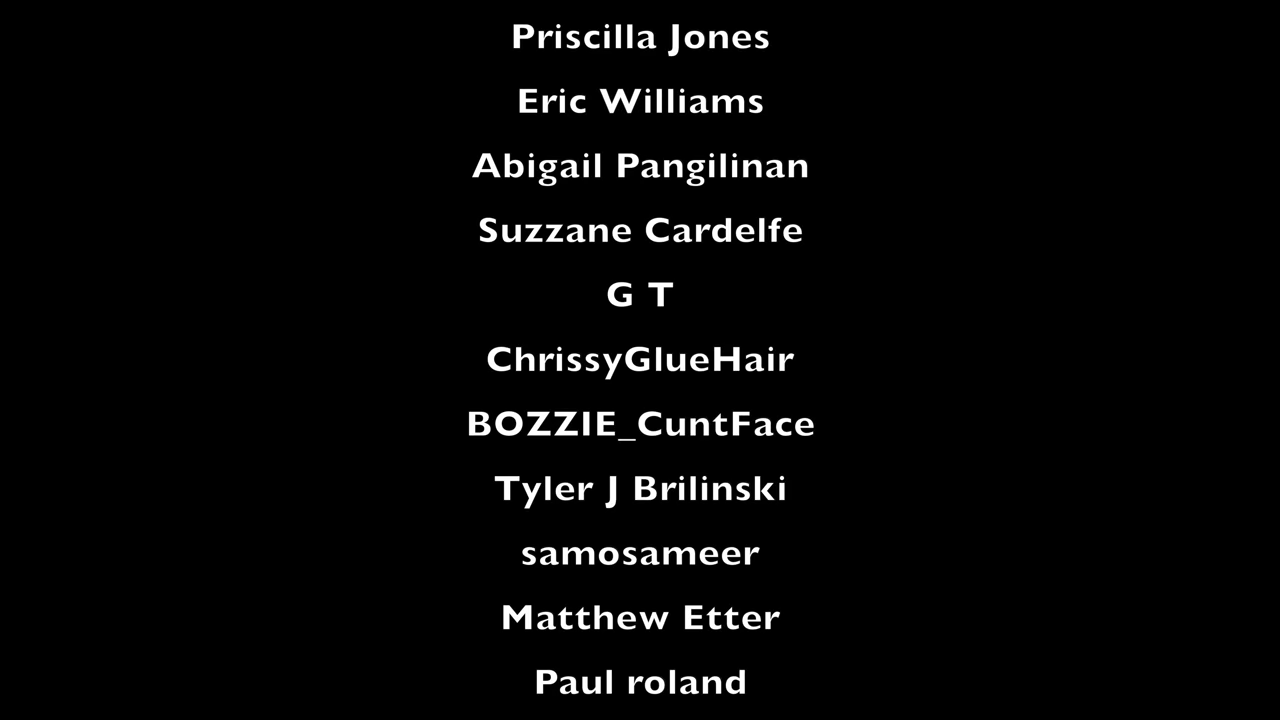 Priscilla Jones
Eric Williams
Abigail Pangilinan
Suzzane Cardelfe
G T
ChrissyGlueHair
BOZZIE_CuntFace
Tyler J Brilinski
samosameer
Matthew Etter
Paul roland